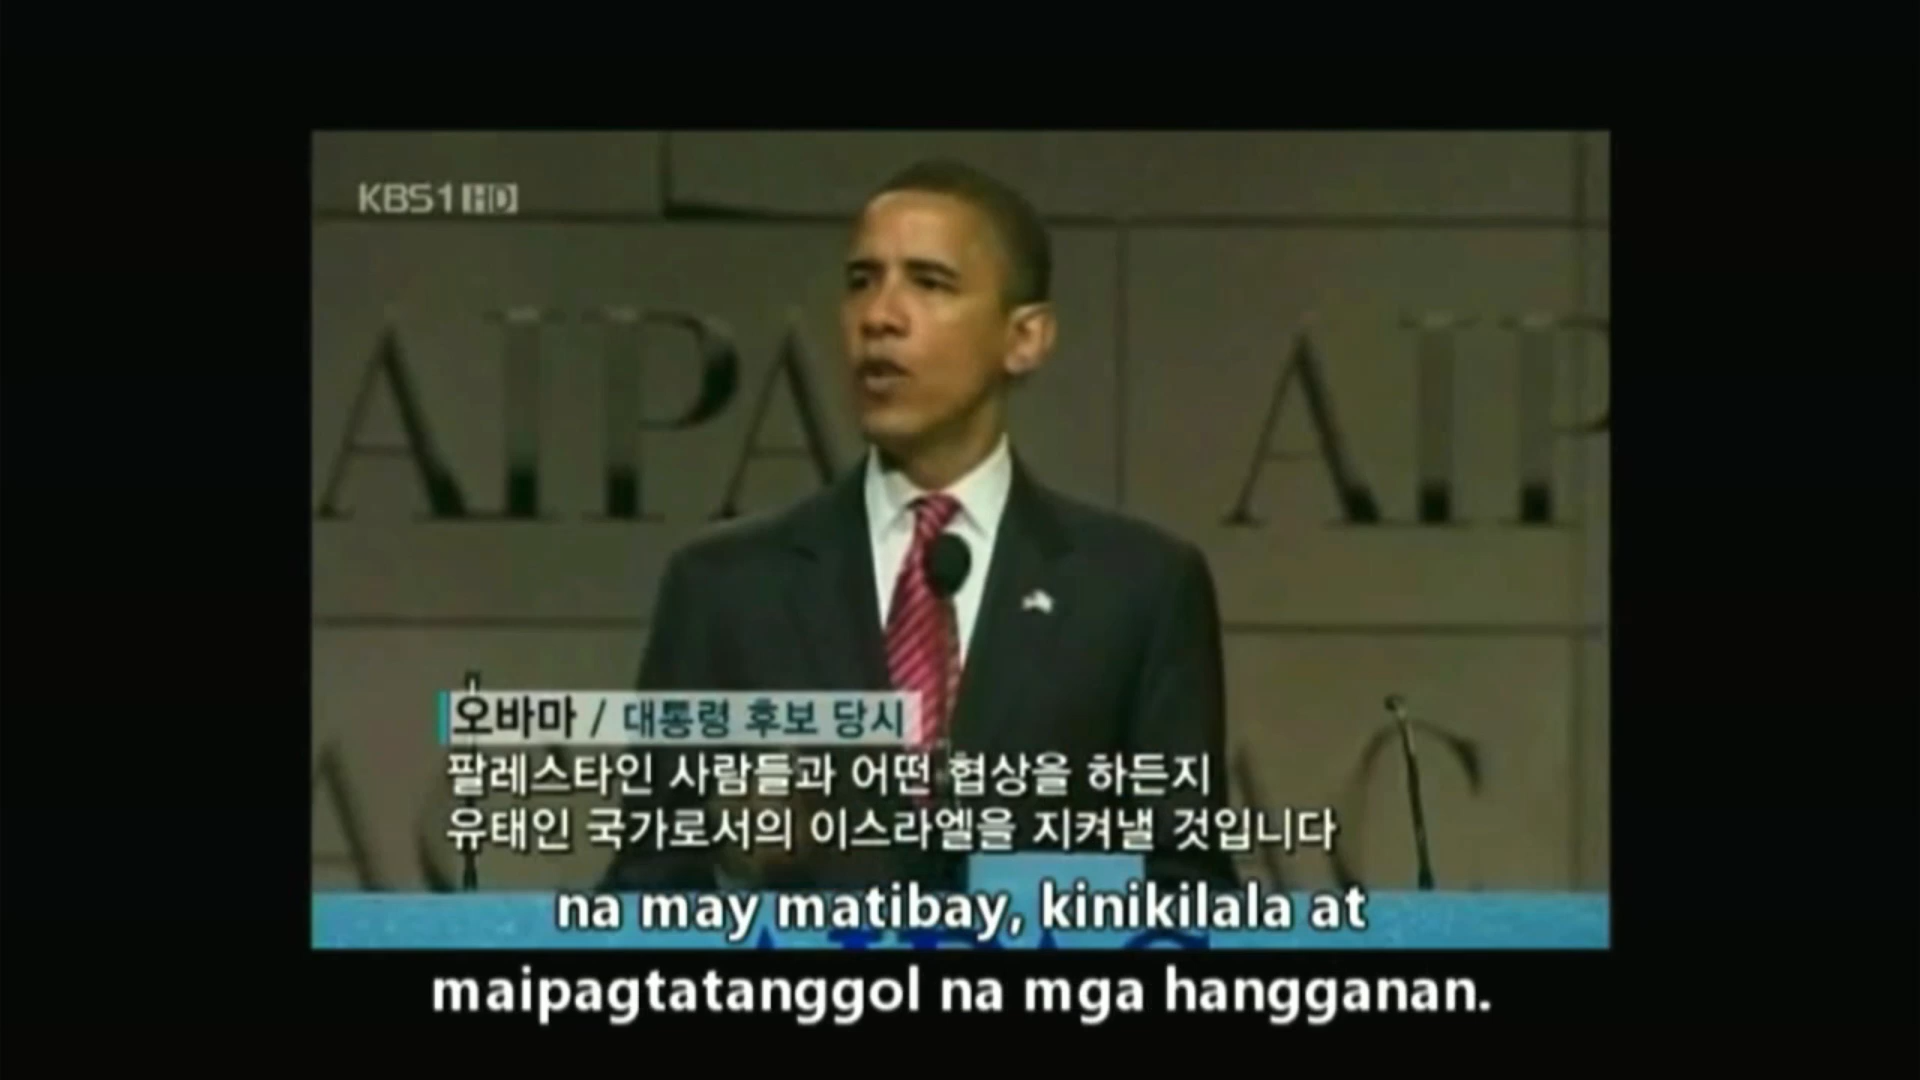 KBS1 HD
AIPA AIP
오바마 / 대통령 후보 당시
팔레스타인 사람들과 어떤 협상을 하든지
유태인 국가로서의 이스라엘을 지켜낼 것입니다
na may matibay, kinikilala at
maipagtatanggol na mga hangganan.